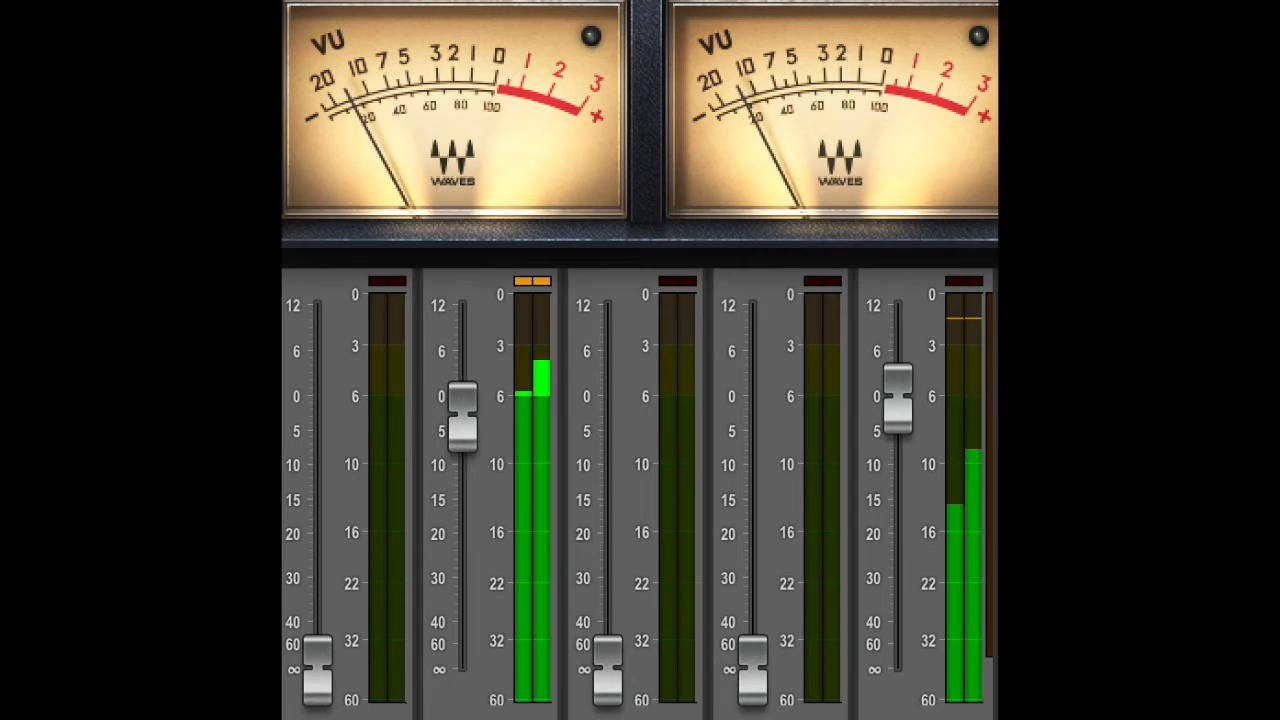 VU VU
20 10 7 5 3 2 1 0 1 2 3 20 10 7 5 3 2 1 0 1 2 3
- 20 40 60 80 100 + - 20 40 60 80 100 +
WAVES WAVES
0 0 0 0 0
12 12 12 12 12
6 3 6 3 6 3 6 3 6 3
0 6 0 6 0 6 0 6 0 6
5 5 5 5 5
10 10 10 10 10 10 10 10 10 10
15 15 15 15 15
20 16 20 16 20 16 20 16 20 16
30 22 30 22 30 22 30 22 30 22
40 40 40 40 40
60 32 60 32 60 32 60 32 60 32
∞ ∞ ∞ ∞ ∞
60 60 60 60 60